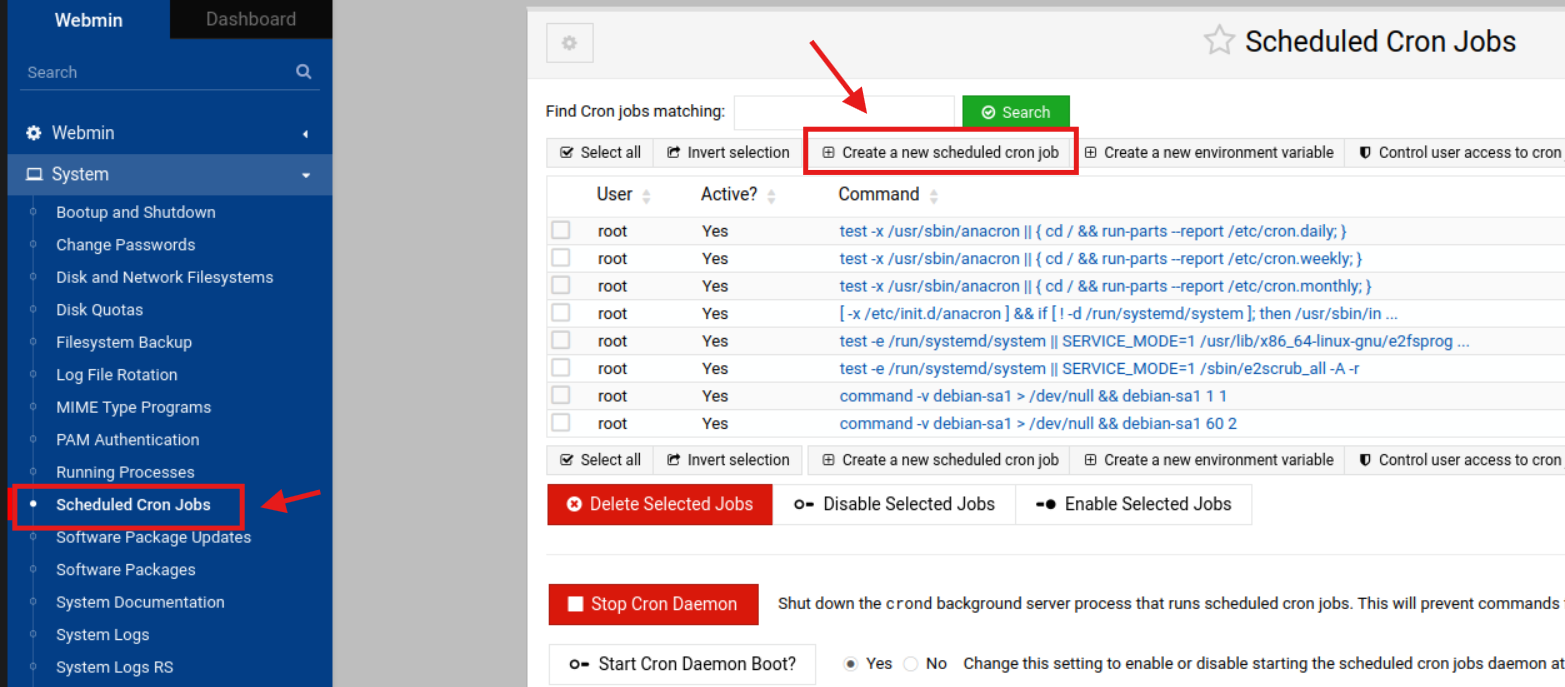 Webmin
Dashboard
Search
Webmin
System
Bootup and Shutdown
Change Passwords
Disk and Network Filesystems
Disk Quotas
Filesystem Backup
Log File Rotation
MIME Type Programs
PAM Authentication
Running Processes
Scheduled Cron Jobs
Software Package Updates
Software Packages
System Documentation
System Logs
System Logs RS
Scheduled Cron Jobs
Find Cron jobs matching:
Search
Select all Invert selection Create a new scheduled cron job Create a new environment variable Control user access to cron
User Active? Command
root Yes test -x /usr/sbin/anacron || { cd / && run-parts --report /etc/cron.daily; }
root Yes test -x /usr/sbin/anacron || { cd / && run-parts --report /etc/cron.weekly; }
root Yes test -x /usr/sbin/anacron || { cd / && run-parts --report /etc/cron.monthly; }
root Yes [ -x /etc/init.d/anacron ] && if [ ! -d /run/systemd/system ]; then /usr/sbin/in ...
root Yes test -e /run/systemd/system || SERVICE_MODE=1 /usr/lib/x86_64-linux-gnu/e2fsprog ...
root Yes test -e /run/systemd/system || SERVICE_MODE=1 /sbin/e2scrub_all -A -r
root Yes command -v debian-sa1 > /dev/null && debian-sa1 1 1
root Yes command -v debian-sa1 > /dev/null && debian-sa1 60 2
Select all Invert selection Create a new scheduled cron job Create a new environment variable Control user access to cron
Delete Selected Jobs Disable Selected Jobs Enable Selected Jobs
Stop Cron Daemon Shut down the crond background server process that runs scheduled cron jobs. This will prevent commands
Start Cron Daemon Boot? Yes No Change this setting to enable or disable starting the scheduled cron jobs daemon at